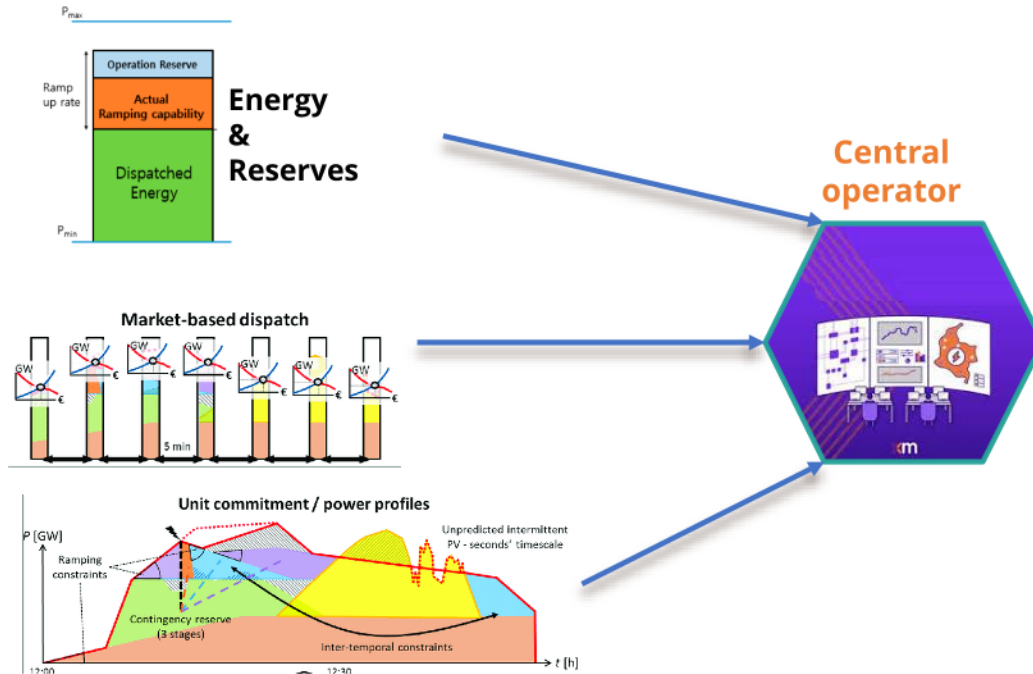 Pmax
Operation Reserve
Ramp
up rate
Actual
Ramping capability
Dispatched
Energy
Pmin
Energy
&
Reserves
Central
operator
xm
Market-based dispatch
GW
GW
GW
GW
GW
GW
GW
€
€
5 min
Unit commitment / power profiles
P [GW]
Ramping
constraints
Unpredicted intermittent
PV - seconds' timescale
Contingency reserve
(3 stages)
Inter-temporal constraints
t [h]
12:00
12:30